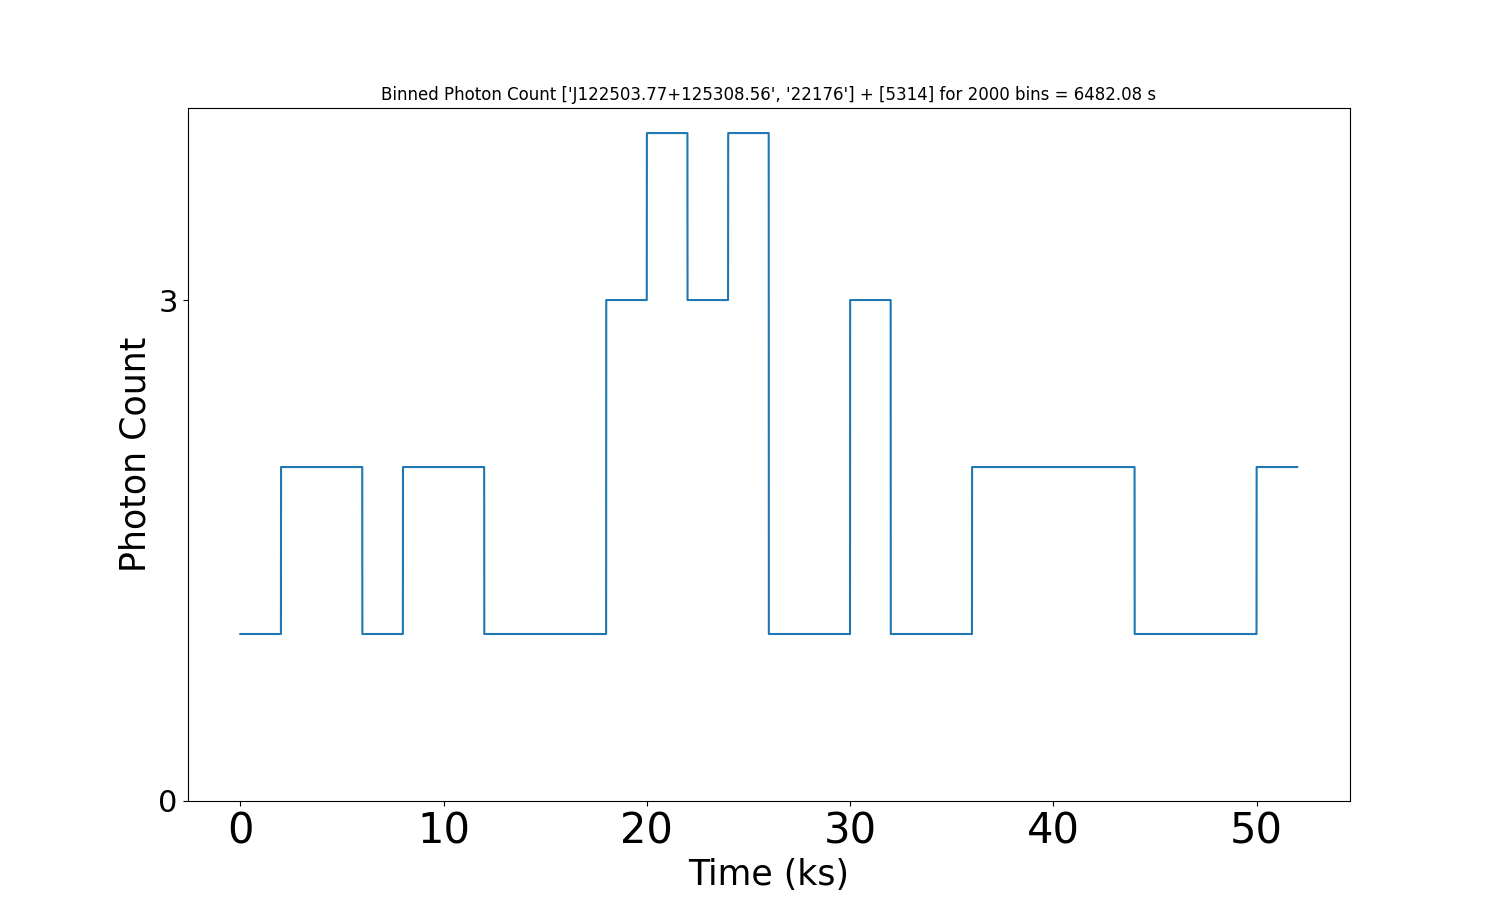 Binned Photon Count ['J122503.77+125308.56', '22176'] + [5314] for 2000 bins = 6482.08 s
3
Photon Count
0
0 10 20 30 40 50
Time (ks)